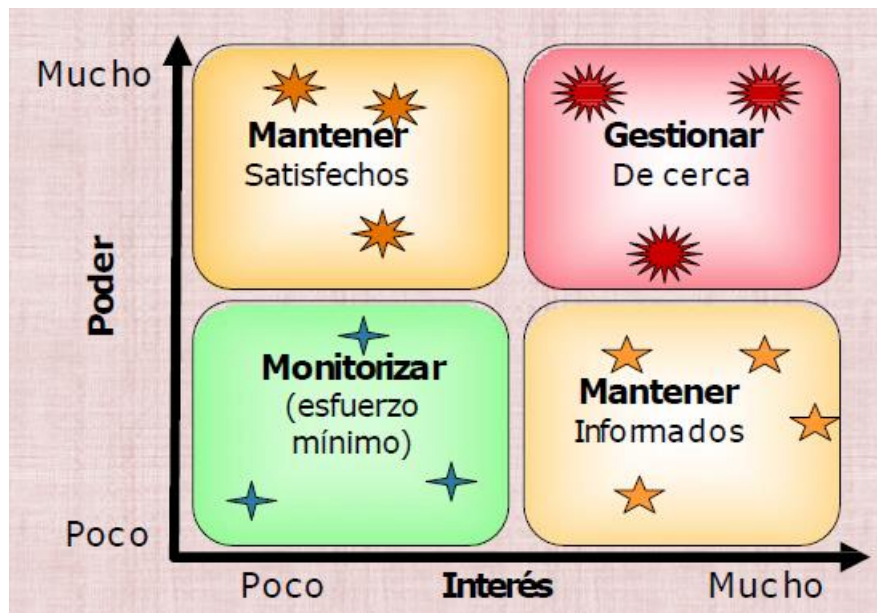 Mucho
Mantener
Satisfechos
Gestionar
De cerca
Poder
Monitorizar
(esfuerzo
mínimo)
Mantener
Informados
Poco
Poco
Interés
Mucho